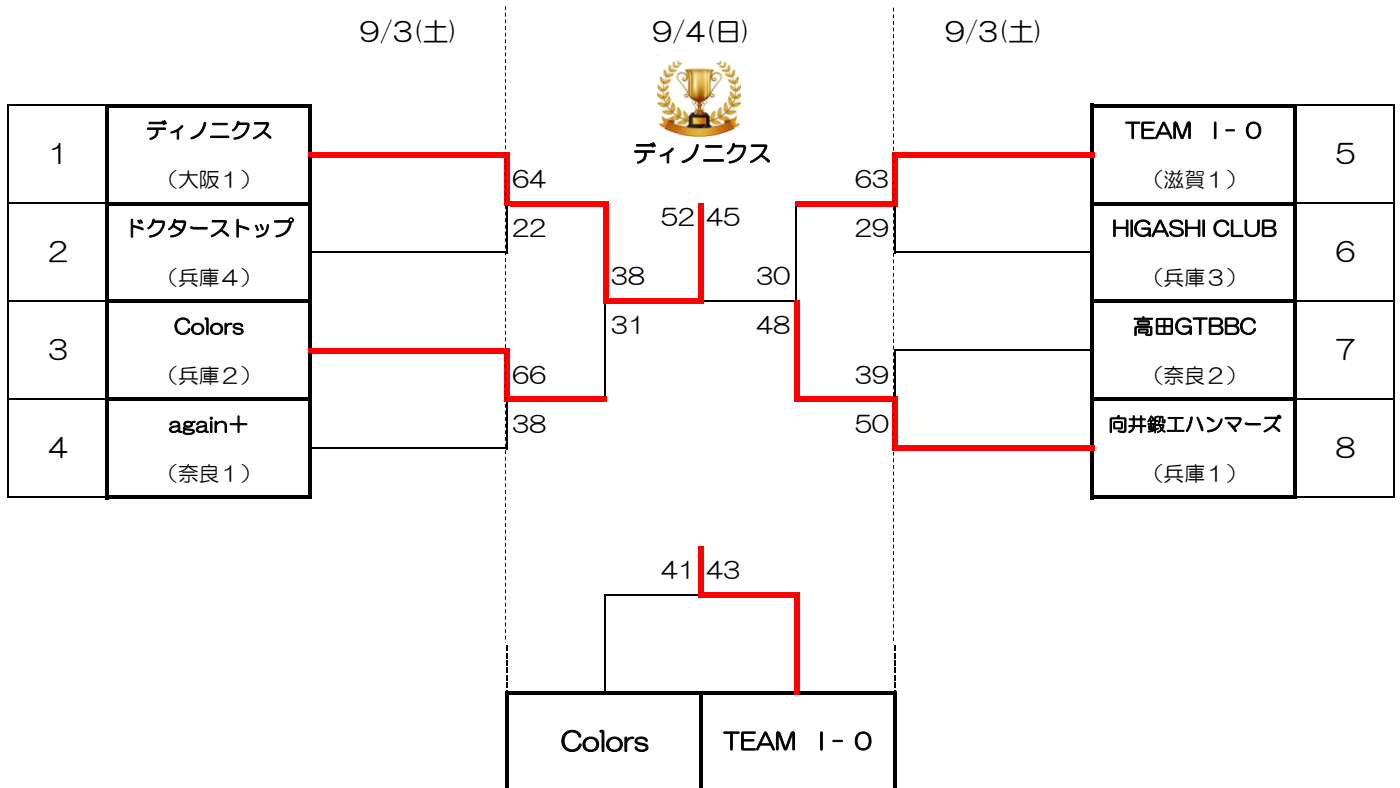 9/3(土)
9/4(日)
9/3(土)
ディノニクス
1
ディノニクス
（大阪１）
2
ドクターストップ
（兵庫４）
3
Colors
（兵庫２）
4
again＋
（奈良１）
64
22
66
38
38
31
52
45
30
48
63
29
39
50
TEAM I-O
（滋賀１）
5
HIGASHI CLUB
（兵庫３）
6
高田GTBBC
（奈良２）
7
向井鍛工ハンマーズ
（兵庫１）
8
41
43
Colors
TEAM I-O